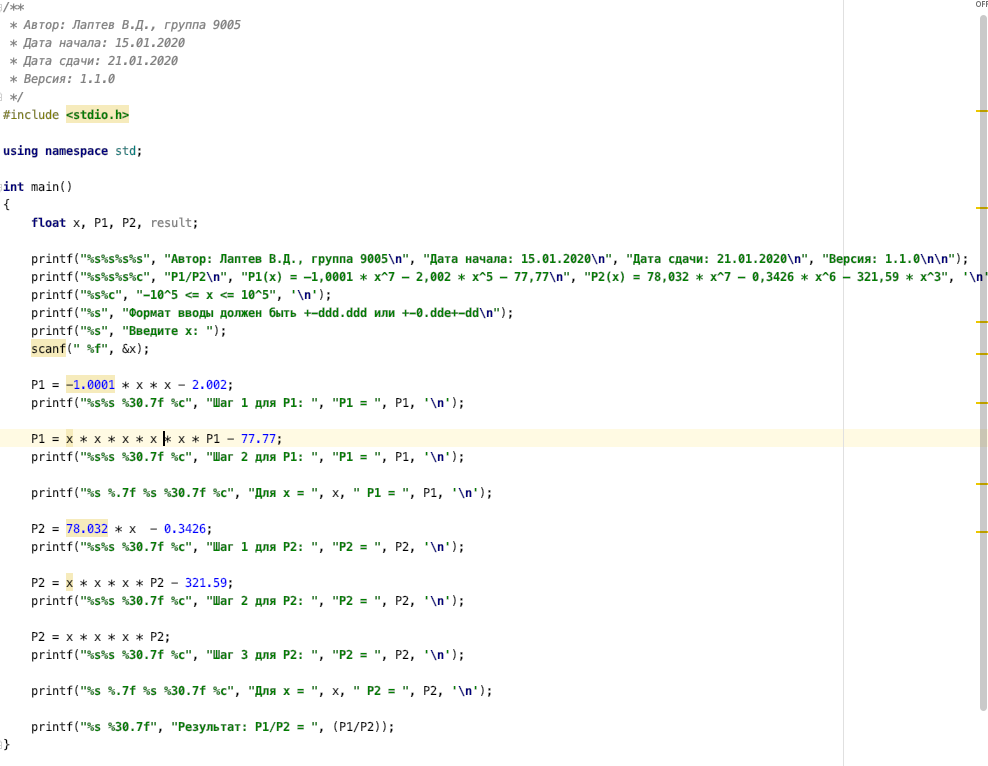 OFF
/**
 * Автор: Лаптев В.Д., группа 9005
 * Дата начала: 15.01.2020
 * Дата сдачи: 21.01.2020
 * Версия: 1.1.0
 */
#include <stdio.h>
using namespace std;
int main()
{
    float x, P1, P2, result;
    printf("%s%s%s%s", "Автор: Лаптев В.Д., группа 9005\n", "Дата начала: 15.01.2020\n", "Дата сдачи: 21.01.2020\n", "Версия: 1.1.0\n\n");
    printf("%s%s%s%c", "P1/P2\n", "P1(x) = −1,0001 * x^7 − 2,002 * x^5 − 77,77\n", "P2(x) = 78,032 * x^7 − 0,3426 * x^6 − 321,59 * x^3", '\n'
    printf("%s%c", "−10^5 <= x <= 10^5", '\n');
    printf("%s", "Формат вводы должен быть +−ddd.ddd или +−0.dde+−dd\n");
    printf("%s", "Введите x: ");
    scanf(" %f", &x);
    P1 = −1.0001 * x * x − 2.002;
    printf("%s%s %30.7f %c", "Шаг 1 для P1: ", "P1 = ", P1, '\n');
    P1 = x * x * x * x * x * P1 − 77.77;
    printf("%s%s %30.7f %c", "Шаг 2 для P1: ", "P1 = ", P1, '\n');
    printf("%s %.7f %s %30.7f %c", "Для x = ", x, " P1 = ", P1, '\n');
    P2 = 78.032 * x  − 0.3426;
    printf("%s%s %30.7f %c", "Шаг 1 для P2: ", "P2 = ", P2, '\n');
    P2 = x * x * x * P2 − 321.59;
    printf("%s%s %30.7f %c", "Шаг 2 для P2: ", "P2 = ", P2, '\n');
    P2 = x * x * x * P2;
    printf("%s%s %30.7f %c", "Шаг 3 для P2: ", "P2 = ", P2, '\n');
    printf("%s %.7f %s %30.7f %c", "Для x = ", x, " P2 = ", P2, '\n');
    printf("%s %30.7f", "Результат: P1/P2 = ", (P1/P2));
}